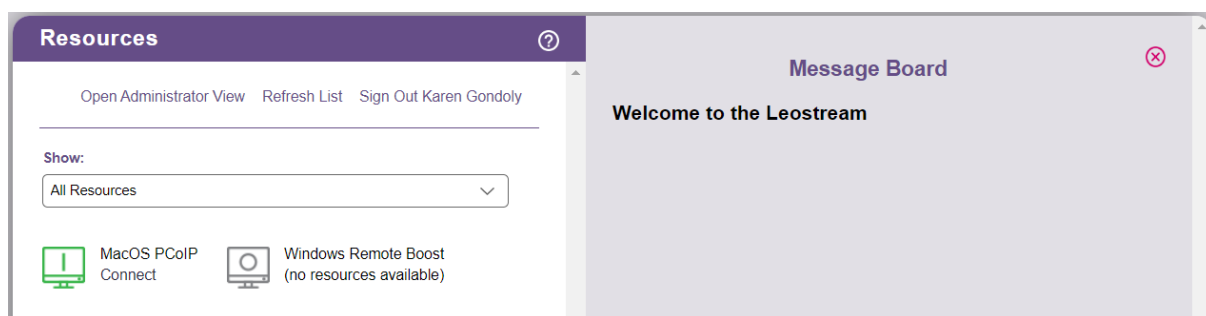 Resources
Open Administrator View Refresh List Sign Out Karen Gondoly
Show:
All Resources
MacOS PCoIP
Connect
Windows Remote Boost
(no resources available)
Message Board
Welcome to the Leostream